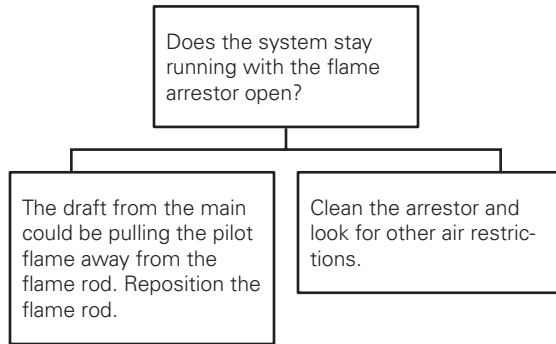 Does the system stay
running with the flame
arrestor open?
The draft from the main
could be pulling the pilot
flame away from the
flame rod. Reposition the
flame rod.
Clean the arrestor and
look for other air restric-
tions.